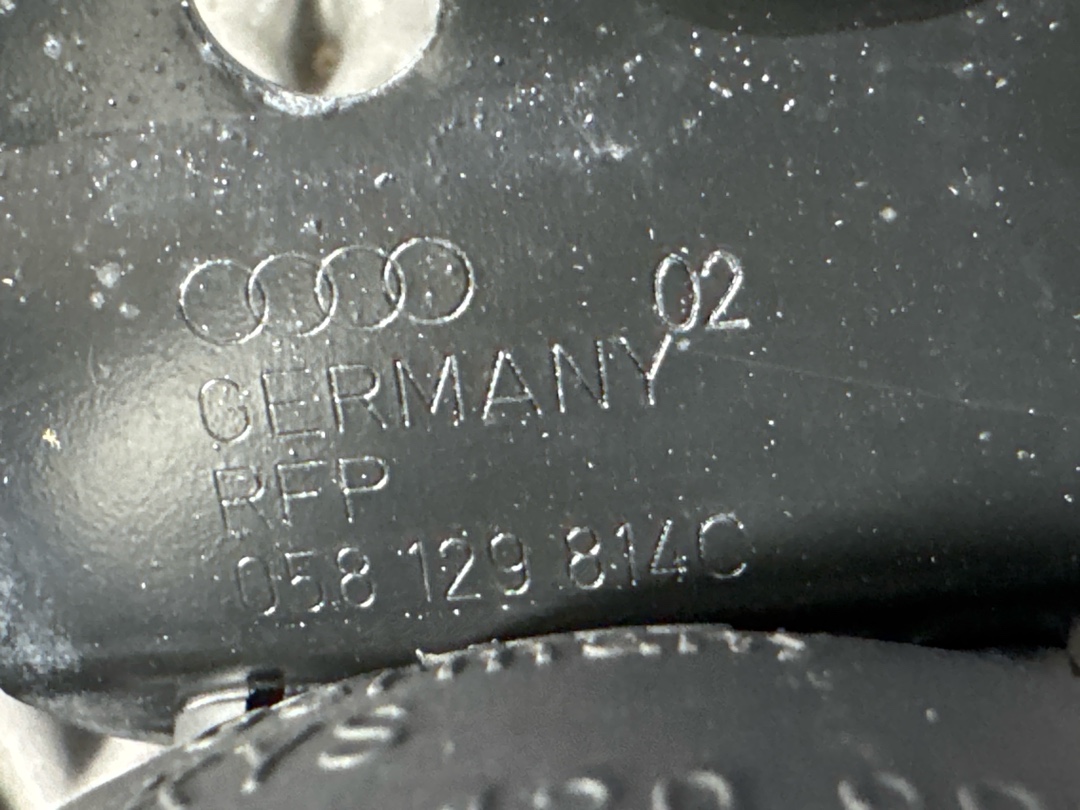 02
GERMANY
RFP
058 129 814C